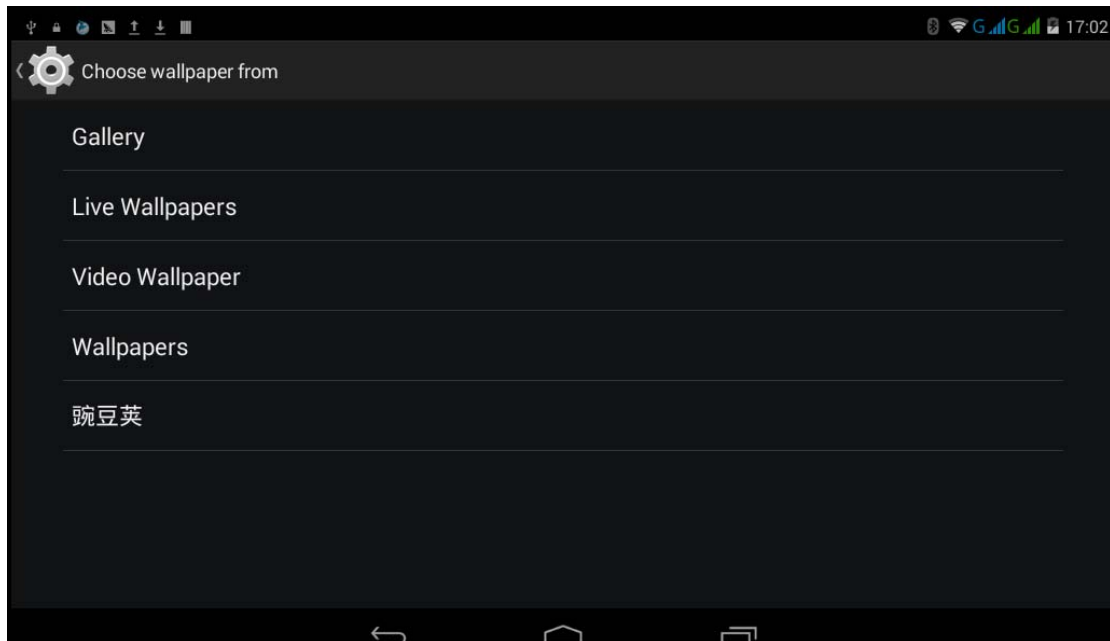 G G 17:02
Choose wallpaper from
Gallery
Live Wallpapers
Video Wallpaper
Wallpapers
豌豆荚